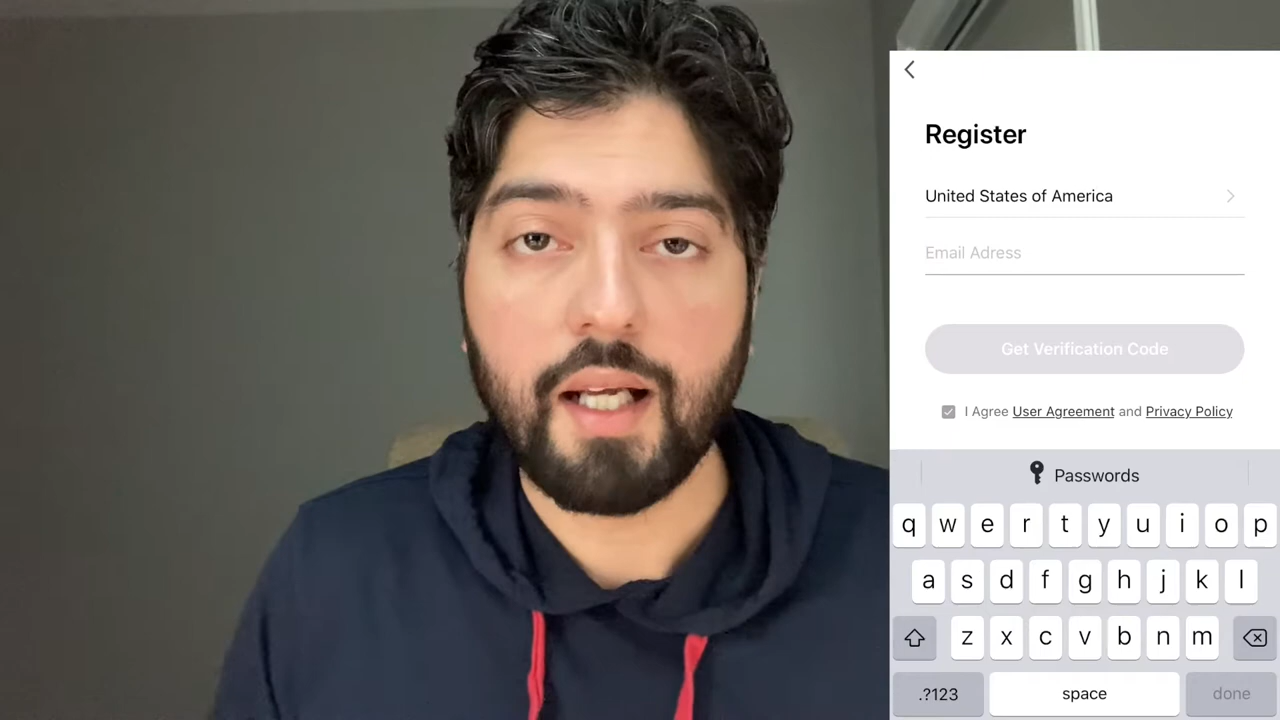 Register
United States of America
Email Adress
Get Verification Code
I Agree User Agreement and Privacy Policy
Passwords
q w e r t y u i o p
a s d f g h j k l
z x c v b n m
.?123 space done